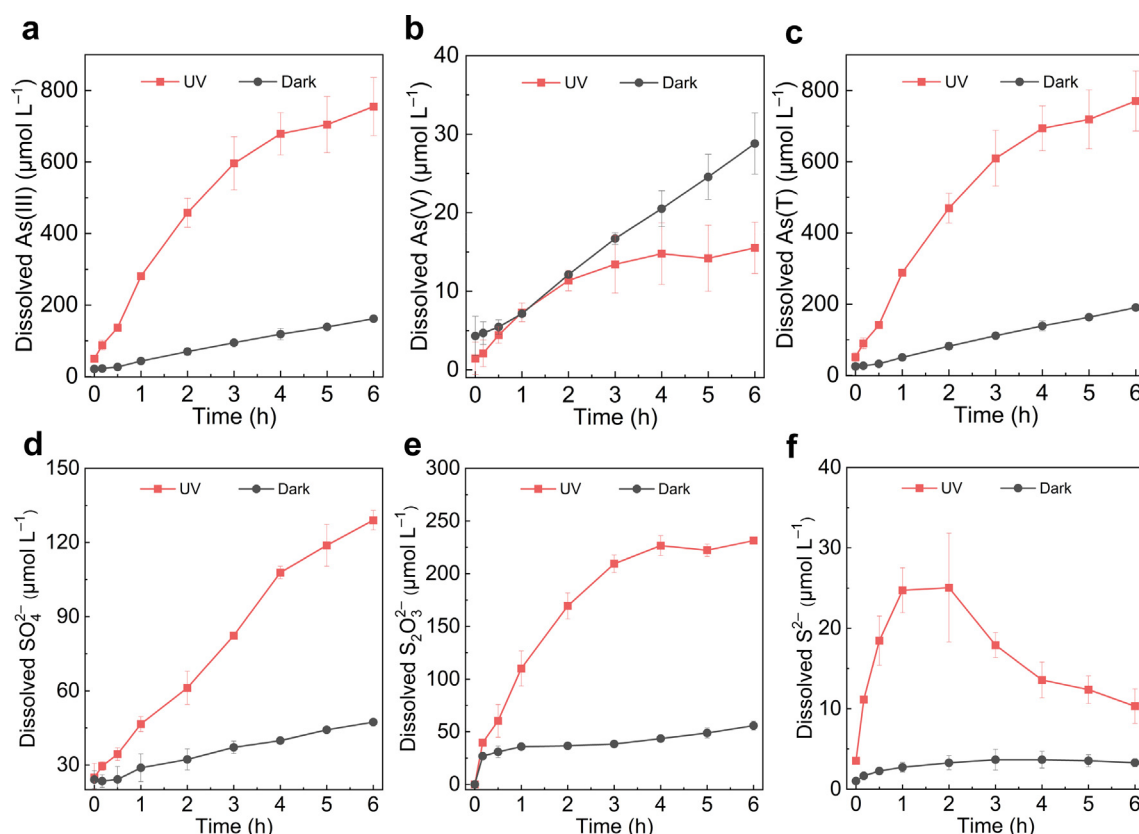 a
Dissolved As(III) (μmol L⁻¹)
UV
Dark
800
600
400
200
0
0 1 2 3 4 5 6
Time (h)
b
Dissolved As(V) (μmol L⁻¹)
UV
Dark
40
30
20
10
0
0 1 2 3 4 5 6
Time (h)
c
Dissolved As(T) (μmol L⁻¹)
UV
Dark
800
600
400
200
0
0 1 2 3 4 5 6
Time (h)
d
Dissolved SO₄²⁻ (μmol L⁻¹)
UV
Dark
150
120
90
60
30
0 1 2 3 4 5 6
Time (h)
e
Dissolved S₂O₃²⁻ (μmol L⁻¹)
UV
Dark
300
250
200
150
100
50
0
0 1 2 3 4 5 6
Time (h)
f
Dissolved S²⁻ (μmol L⁻¹)
UV
Dark
40
30
20
10
0
0 1 2 3 4 5 6
Time (h)